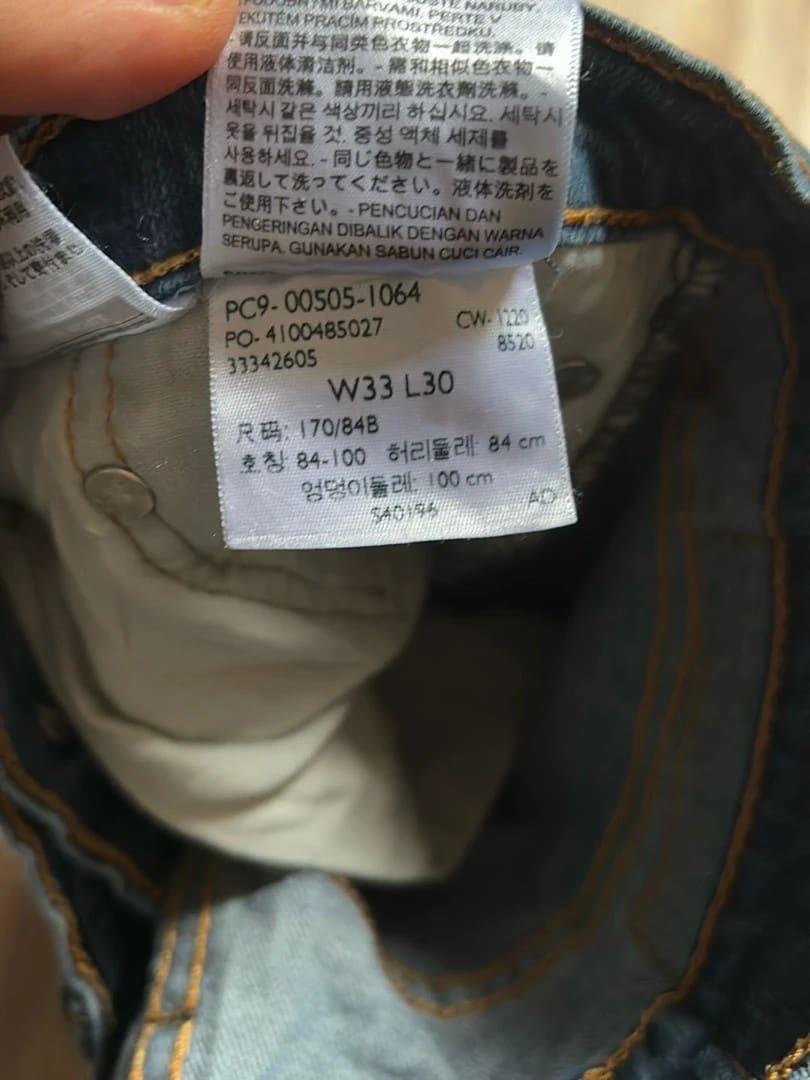 PODOBNÝMI BARVAMI. PERTE V
TEKUTÉM PRACÍM PROSTŘEDKU.
-请反面并与同类色衣物一起洗涤。请
使用液体清洁剂。- 需和相似色衣物一
同反面洗滌。請用液態洗衣劑洗滌。-
세탁시 같은 색상끼리 하십시요. 세탁시
옷을 뒤집을 것. 중성 액체 세제를
사용하세요. - 同じ色物と一緒に製品を
裏返して洗ってください。液体洗剤を
ご使用下さい。- PENCUCIAN DAN
PENGERINGAN DIBALIK DENGAN WARNA
SERUPA. GUNAKAN SABUN CUCI CAIR.
PC9- 00505-1064
PO- 4100485027 CW- 1220
33342605 8520
W33 L30
尺码: 170/84B
호칭: 84-100 허리둘레: 84 cm
엉덩이둘레: 100 cm
S40196 AO